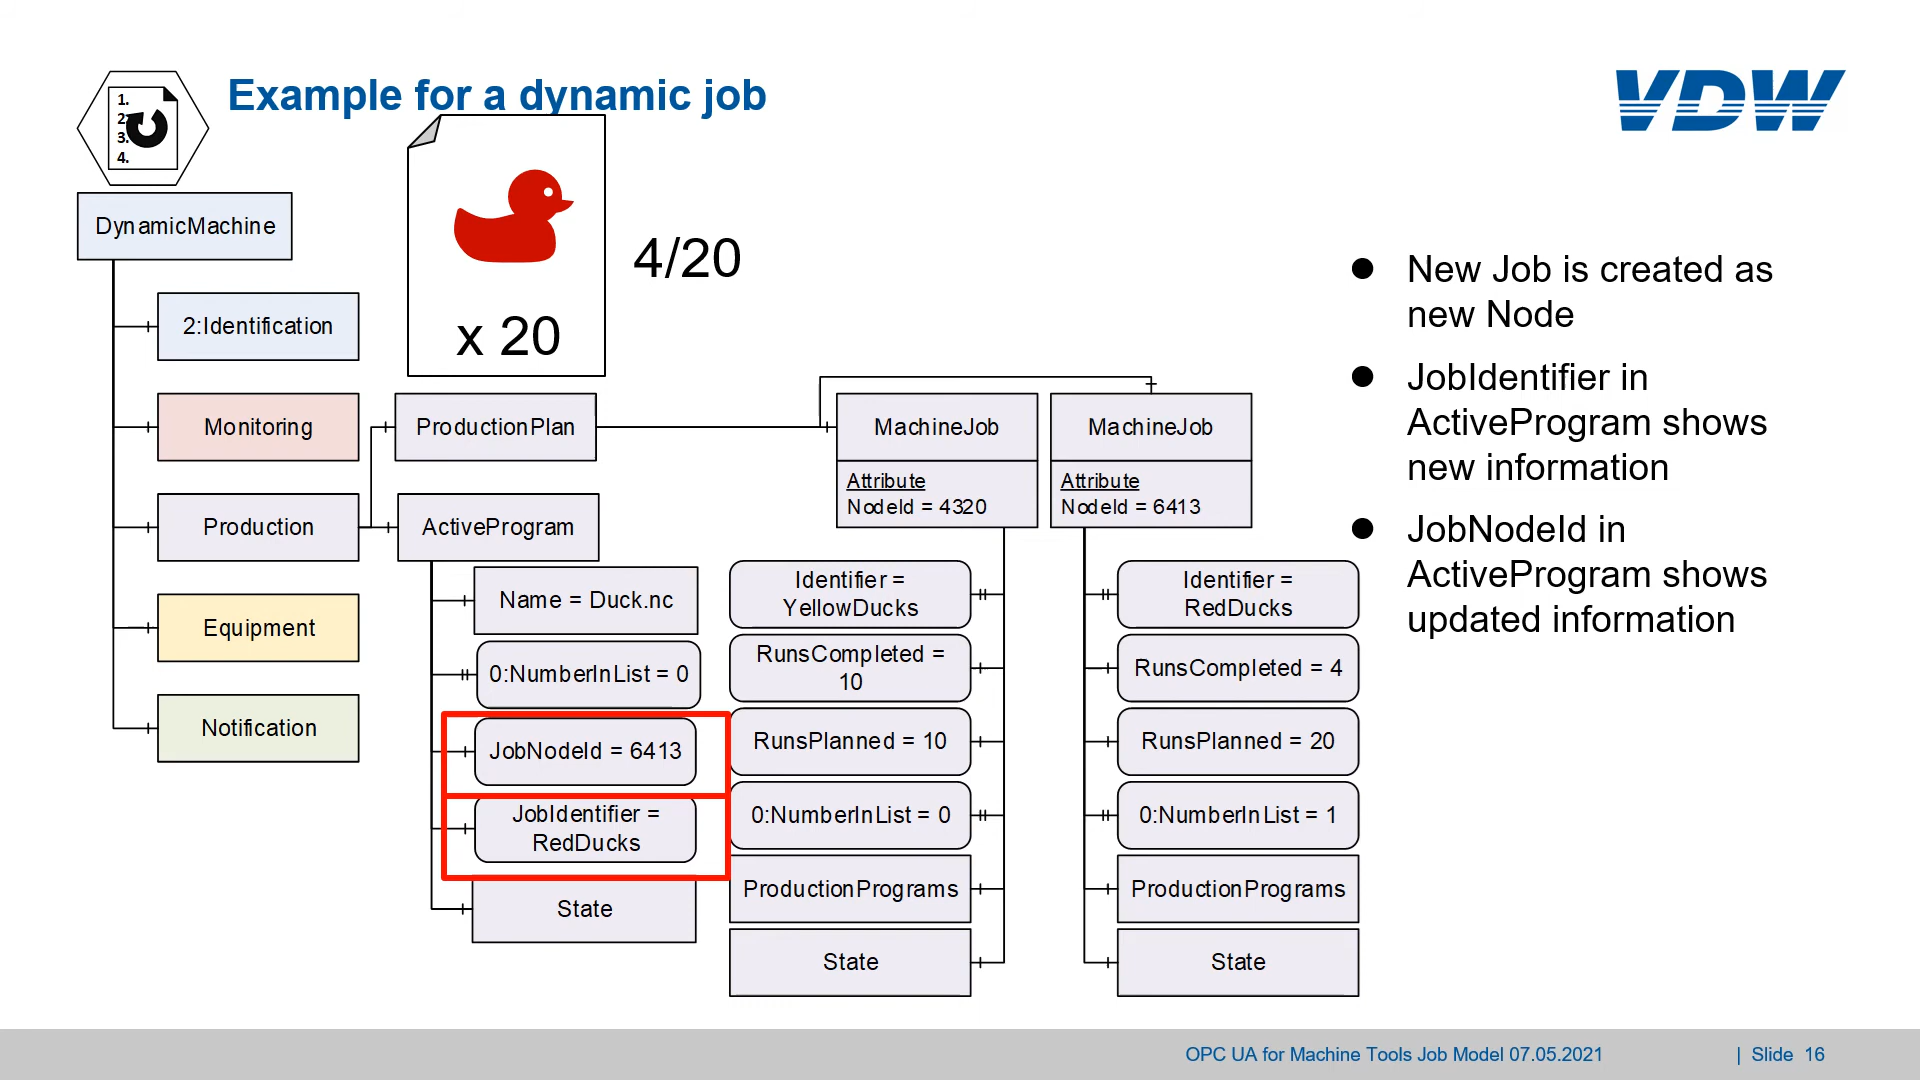 1.
2.
3.
4.
Example for a dynamic job
VDW
DynamicMachine
2:Identification
Monitoring
Production
Equipment
Notification
x 20
4/20
ProductionPlan
ActiveProgram
Name = Duck.nc
0:NumberInList = 0
JobNodeId = 6413
JobIdentifier =
RedDucks
State
MachineJob
Attribute
NodeId = 4320
Identifier =
YellowDucks
RunsCompleted =
10
RunsPlanned = 10
0:NumberInList = 0
ProductionPrograms
State
MachineJob
Attribute
NodeId = 6413
Identifier =
RedDucks
RunsCompleted = 4
RunsPlanned = 20
0:NumberInList = 1
ProductionPrograms
State
● New Job is created as
new Node
● JobIdentifier in
ActiveProgram shows
new information
● JobNodeId in
ActiveProgram shows
updated information
OPC UA for Machine Tools Job Model 07.05.2021 | Slide 16